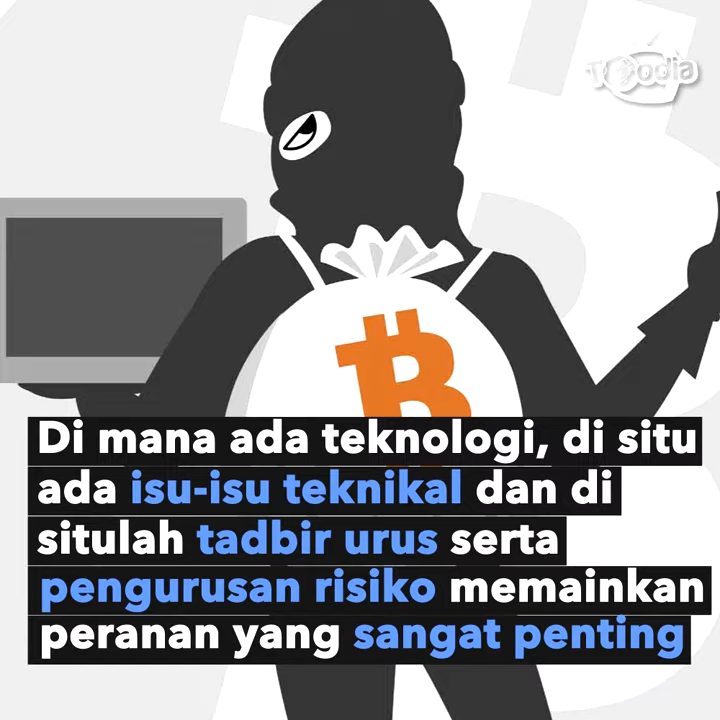 Di mana ada teknologi, di situ
ada isu-isu teknikal dan di
situlah tadbir urus serta
pengurusan risiko memainkan
peranan yang sangat penting